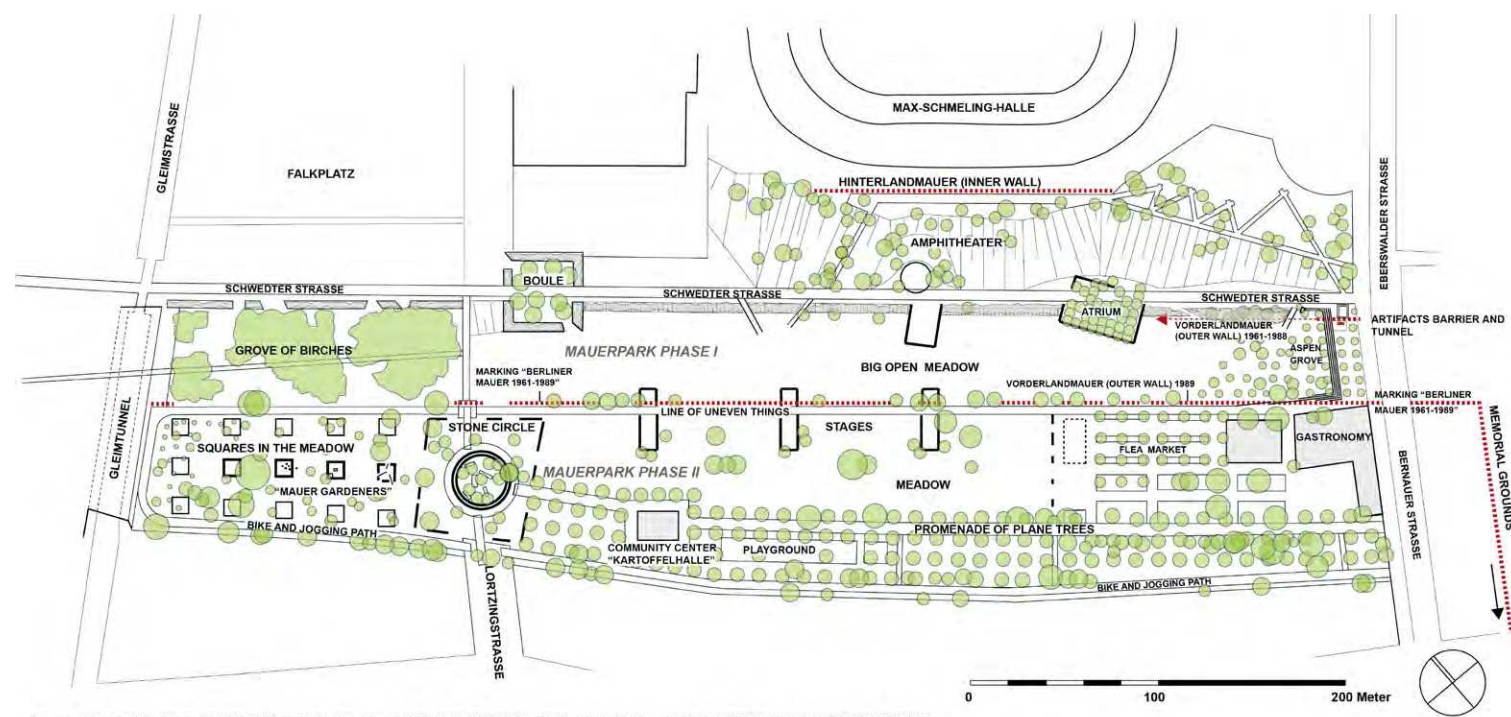 MAX-SCHMELING-HALLE
GLEIMSTRASSE
FALKPLATZ
HINTERLANDMAUER (INNER WALL)
EBERSWALDER STRASSE
AMPHITHEATER
BOULE
SCHWEDTER STRASSE
SCHWEDTER STRASSE
SCHWEDTER STRASSE
ATRIUM
ARTIFACTS BARRIER AND
TUNNEL
VORDERLANDMAUER
(OUTER WALL) 1961-1988
ASPEN
GROVE
GROVE OF BIRCHES
MAUERPARK PHASE I
BIG OPEN MEADOW
MARKING "BERLINER
MAUER 1961-1989"
VORDERLANDMAUER (OUTER WALL) 1989
MARKING "BERLINER
MAUER 1961-1989"
LINE OF UNEVEN THINGS
STONE CIRCLE
STAGES
GLEIMTUNNEL
SQUARES IN THE MEADOW
FLEA MARKET
GASTRONOMY
MEMORIAL GROUNDS
MAUERPARK PHASE II
MEADOW
"MAUER GARDENERS"
BERNAUER STRASSE
BIKE AND JOGGING PATH
PROMENADE OF PLANE TREES
COMMUNITY CENTER
"KARTOFFELHALLE"
PLAYGROUND
BIKE AND JOGGING PATH
LORTZINGSTRASSE
0 100 200 Meter